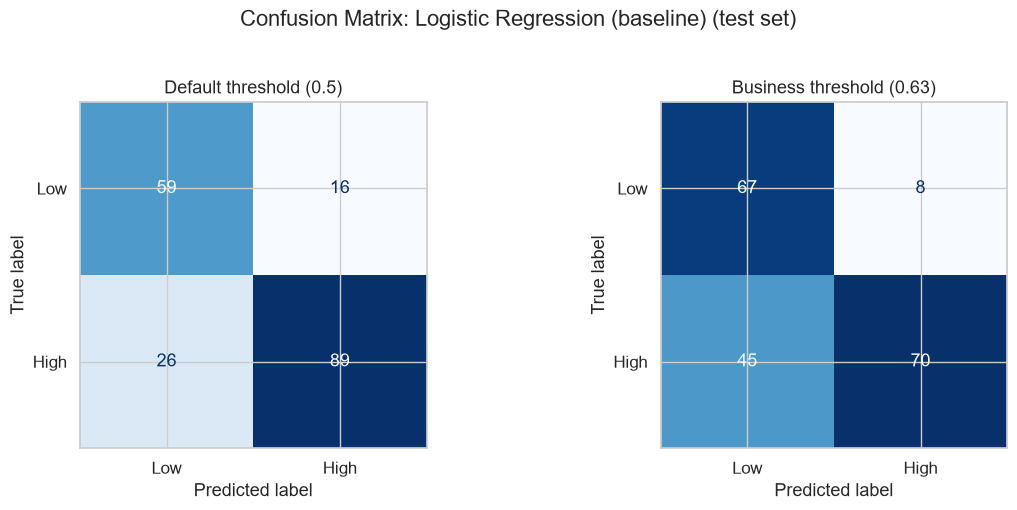 Confusion Matrix: Logistic Regression (baseline) (test set)
Default threshold (0.5)
True label
Low
59
16
High
26
89
Low
High
Predicted label
Business threshold (0.63)
True label
Low
67
8
High
45
70
Low
High
Predicted label